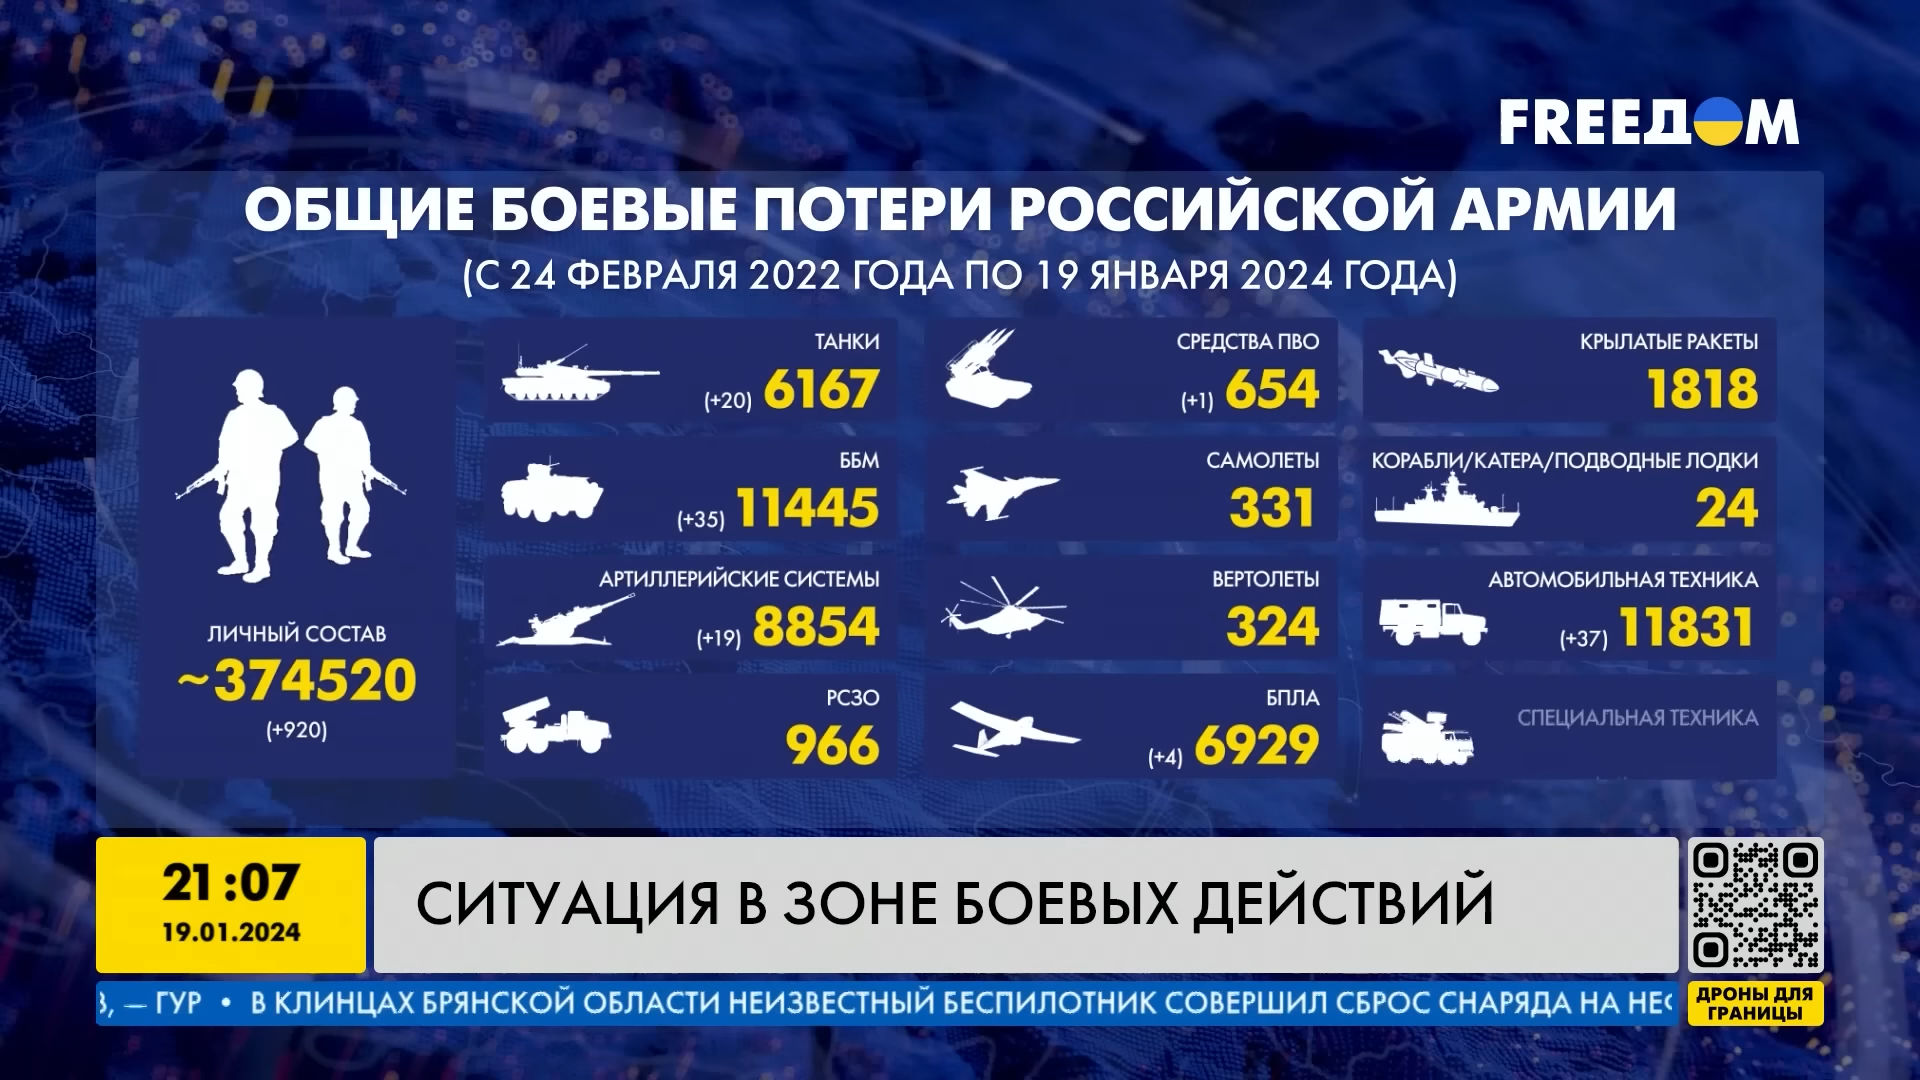 FREEДOM
ОБЩИЕ БОЕВЫЕ ПОТЕРИ РОССИЙСКОЙ АРМИИ
(С 24 ФЕВРАЛЯ 2022 ГОДА ПО 19 ЯНВАРЯ 2024 ГОДА)
ЛИЧНЫЙ СОСТАВ
~374520
(+920)
ТАНКИ
(+20) 6167
ББМ
(+35) 11445
АРТИЛЛЕРИЙСКИЕ СИСТЕМЫ
(+19) 8854
РСЗО
966
СРЕДСТВА ПВО
(+1) 654
САМОЛЕТЫ
331
ВЕРТОЛЕТЫ
324
БПЛА
(+4) 6929
КРЫЛАТЫЕ РАКЕТЫ
1818
КОРАБЛИ/КАТЕРА/ПОДВОДНЫЕ ЛОДКИ
24
АВТОМОБИЛЬНАЯ ТЕХНИКА
(+37) 11831
СПЕЦИАЛЬНАЯ ТЕХНИКА
21:07
19.01.2024
СИТУАЦИЯ В ЗОНЕ БОЕВЫХ ДЕЙСТВИЙ
, — ГУР • В КЛИНЦАХ БРЯНСКОЙ ОБЛАСТИ НЕИЗВЕСТНЫЙ БЕСПИЛОТНИК СОВЕРШИЛ СБРОС СНАРЯДА НА
ДРОНЫ ДЛЯ
ГРАНИЦЫ